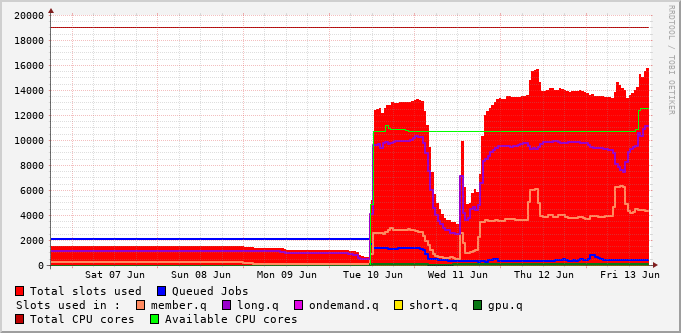 RRDTOOL / TOBI OETIKER
20000
18000
16000
14000
12000
10000
8000
6000
4000
2000
0
Sat 07 Jun Sun 08 Jun Mon 09 Jun Tue 10 Jun Wed 11 Jun Thu 12 Jun Fri 13 Jun
Total slots used Queued Jobs
Slots used in : member.q long.q ondemand.q short.q gpu.q
Total CPU cores Available CPU cores